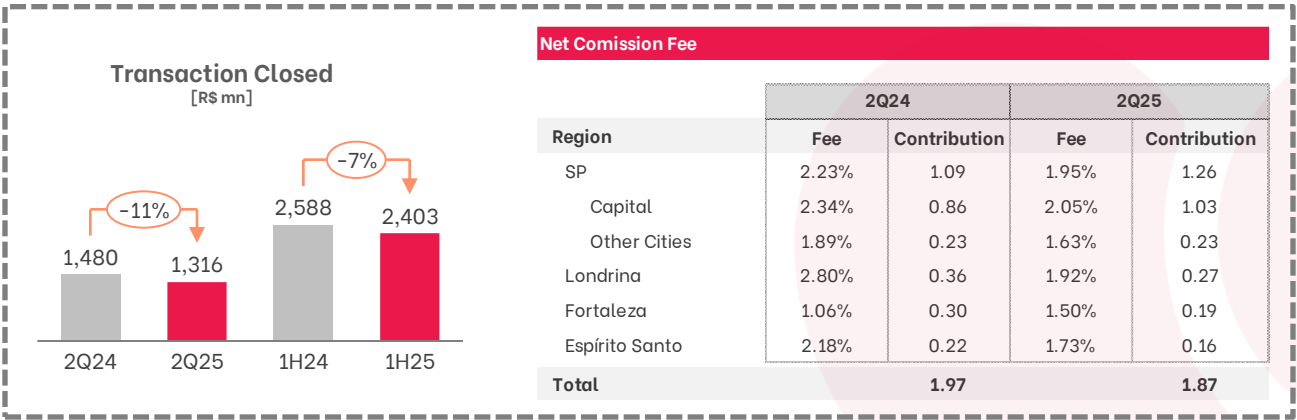 Transaction Closed
[R$ mn]
-11%
-7%
1,480
1,316
2,588
2,403
2Q24
2Q25
1H24
1H25
Net Comission Fee
2Q24 2Q25
Region Fee Contribution Fee Contribution
SP 2.23% 1.09 1.95% 1.26
Capital 2.34% 0.86 2.05% 1.03
Other Cities 1.89% 0.23 1.63% 0.23
Londrina 2.80% 0.36 1.92% 0.27
Fortaleza 1.06% 0.30 1.50% 0.19
Espírito Santo 2.18% 0.22 1.73% 0.16
Total 1.97 1.87